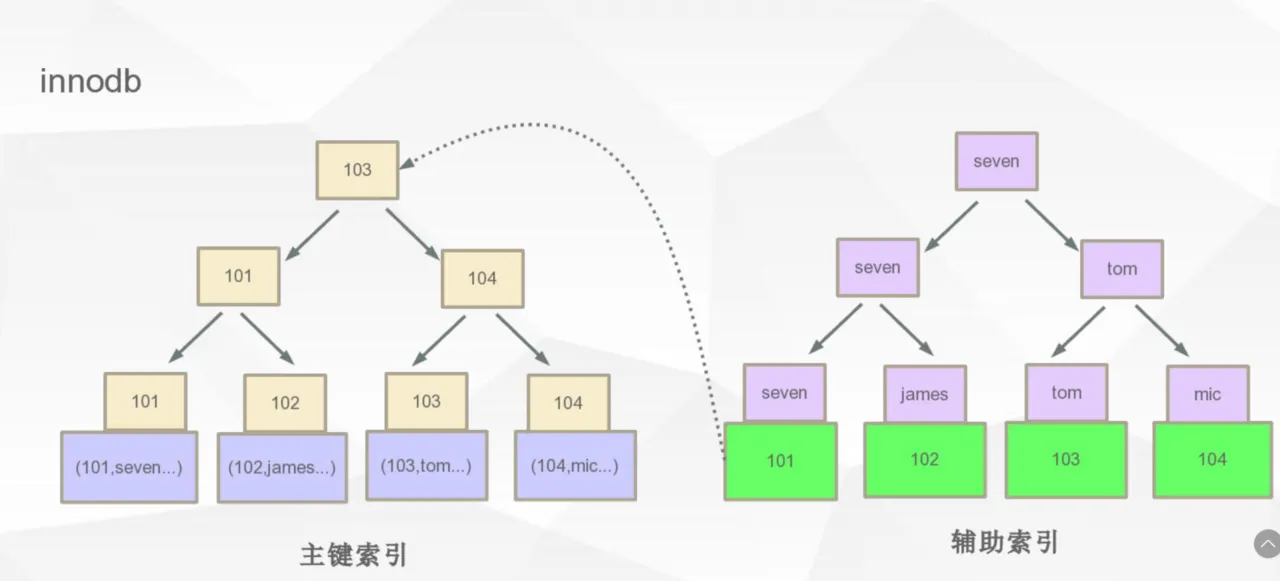 innodb
103
101
104
101
102
103
104
(101,seven...)
(102,james...)
(103,tom...)
(104,mic...)
主键索引
seven
seven
tom
seven
james
tom
mic
101
102
103
104
辅助索引